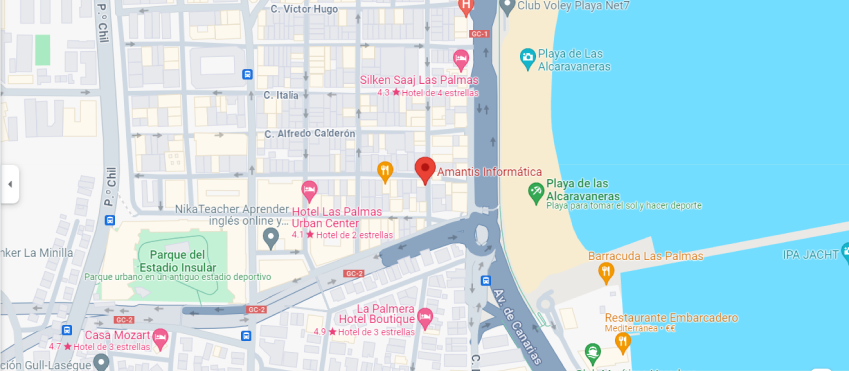 C. Víctor Hugo
Club Voley Playa Net7
H
GC-1
P.º Chil
Playa de Las
Alcaravaneras
Silken Saaj Las Palmas
4.3 ★ Hotel de 4 estrellas
C. Italia
C. Alfredo Calderón
Amantis Informática
P.º Chil
Playa de las
Alcaravaneras
Playa para tomar el sol y hacer deporte
NikaTeacher Aprender
inglés online y...
Hotel Las Palmas
Urban Center
4.1 ★ Hotel de 2 estrellas
nker La Minilla
Parque del
Estadio Insular
Parque urbano en un antiguo estadio deportivo
Barracuda Las Palmas
IPA JACHT
GC-2
GC-2
GC-2
GC-2
Av. de Canarias
La Palmera
Hotel Boutique
4.9 ★ Hotel de 3 estrellas
Restaurante Embarcadero
Mediterránea • €€
Casa Mozart
4.7 ★ Hotel de 3 estrellas
ción Gull-Lasègue